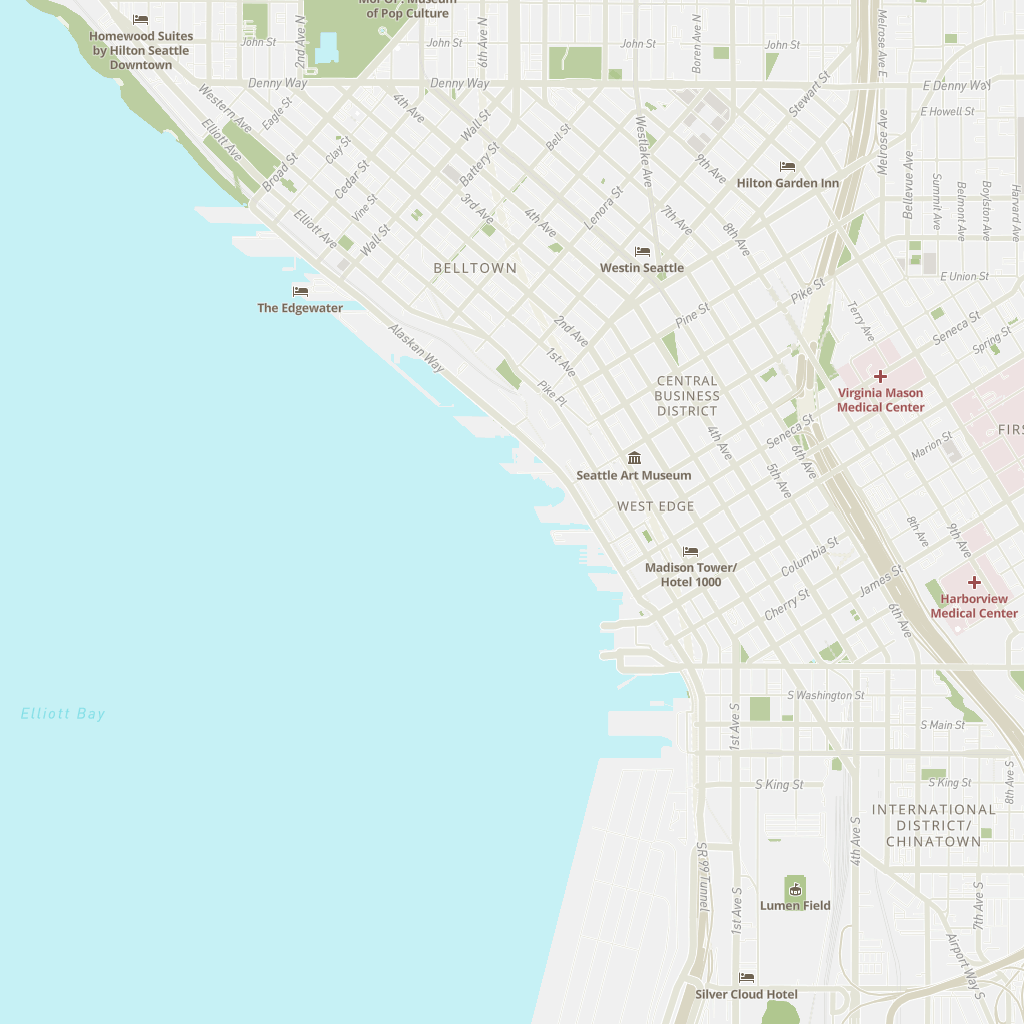 MoPOP: Museum
of Pop Culture
Homewood Suites
by Hilton Seattle
Downtown
John St
2nd Ave N
John St
6th Ave N
John St
Boren Ave N
John St
Melrose Ave E
Denny Way
Denny Way
E Denny Way
Stewart St
E Howell St
Western Ave
Eagle St
4th Ave
Wall St
Bell St
Westlake Ave
9th Ave
Melrose Ave
Elliott Ave
Clay St
Broad St
Cedar St
Battery St
Hilton Garden Inn
Bellevue Ave
Summit Ave
Belmont Ave
Boylston Ave
Harvard Ave
Vine St
3rd Ave
4th Ave
Lenora St
7th Ave
8th Ave
Elliott Ave
Wall St
BELLTOWN
Westin Seattle
E Union St
The Edgewater
Pike St
Pine St
Terry Ave
Seneca St
Spring St
Alaskan Way
2nd Ave
1st Ave
Pike Pl
CENTRAL
BUSINESS
DISTRICT
Virginia Mason
Medical Center
FIRS
Seneca St
4th Ave
5th Ave
6th Ave
Marion St
Seattle Art Museum
WEST EDGE
8th Ave
9th Ave
Madison Tower/
Hotel 1000
Columbia St
James St
Cherry St
6th Ave
Harborview
Medical Center
Elliott Bay
S Washington St
1st Ave S
S Main St
S King St
S King St
8th Ave S
INTERNATIONAL
DISTRICT/
CHINATOWN
4th Ave S
SR 99 Tunnel
1st Ave S
Lumen Field
7th Ave S
Airport Way S
Silver Cloud Hotel